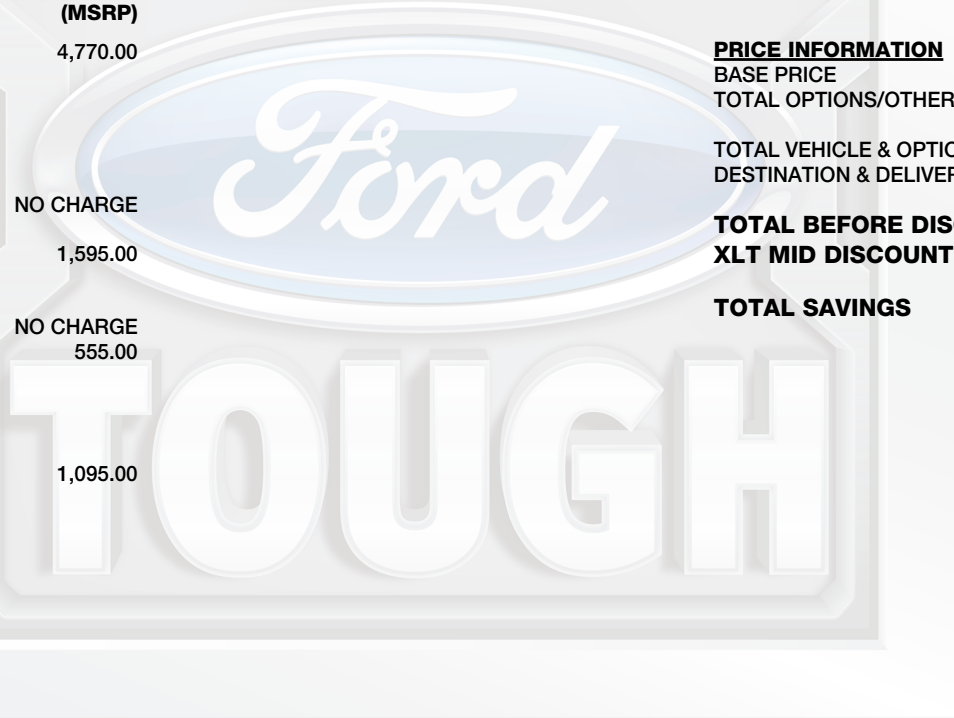 (MSRP)
4,770.00
NO CHARGE
1,595.00
NO CHARGE
555.00
1,095.00
Ford
TOUGH
PRICE INFORMATION
BASE PRICE
TOTAL OPTIONS/OTHER
TOTAL VEHICLE & OPTIO
DESTINATION & DELIVER
TOTAL BEFORE DISC
XLT MID DISCOUNT
TOTAL SAVINGS